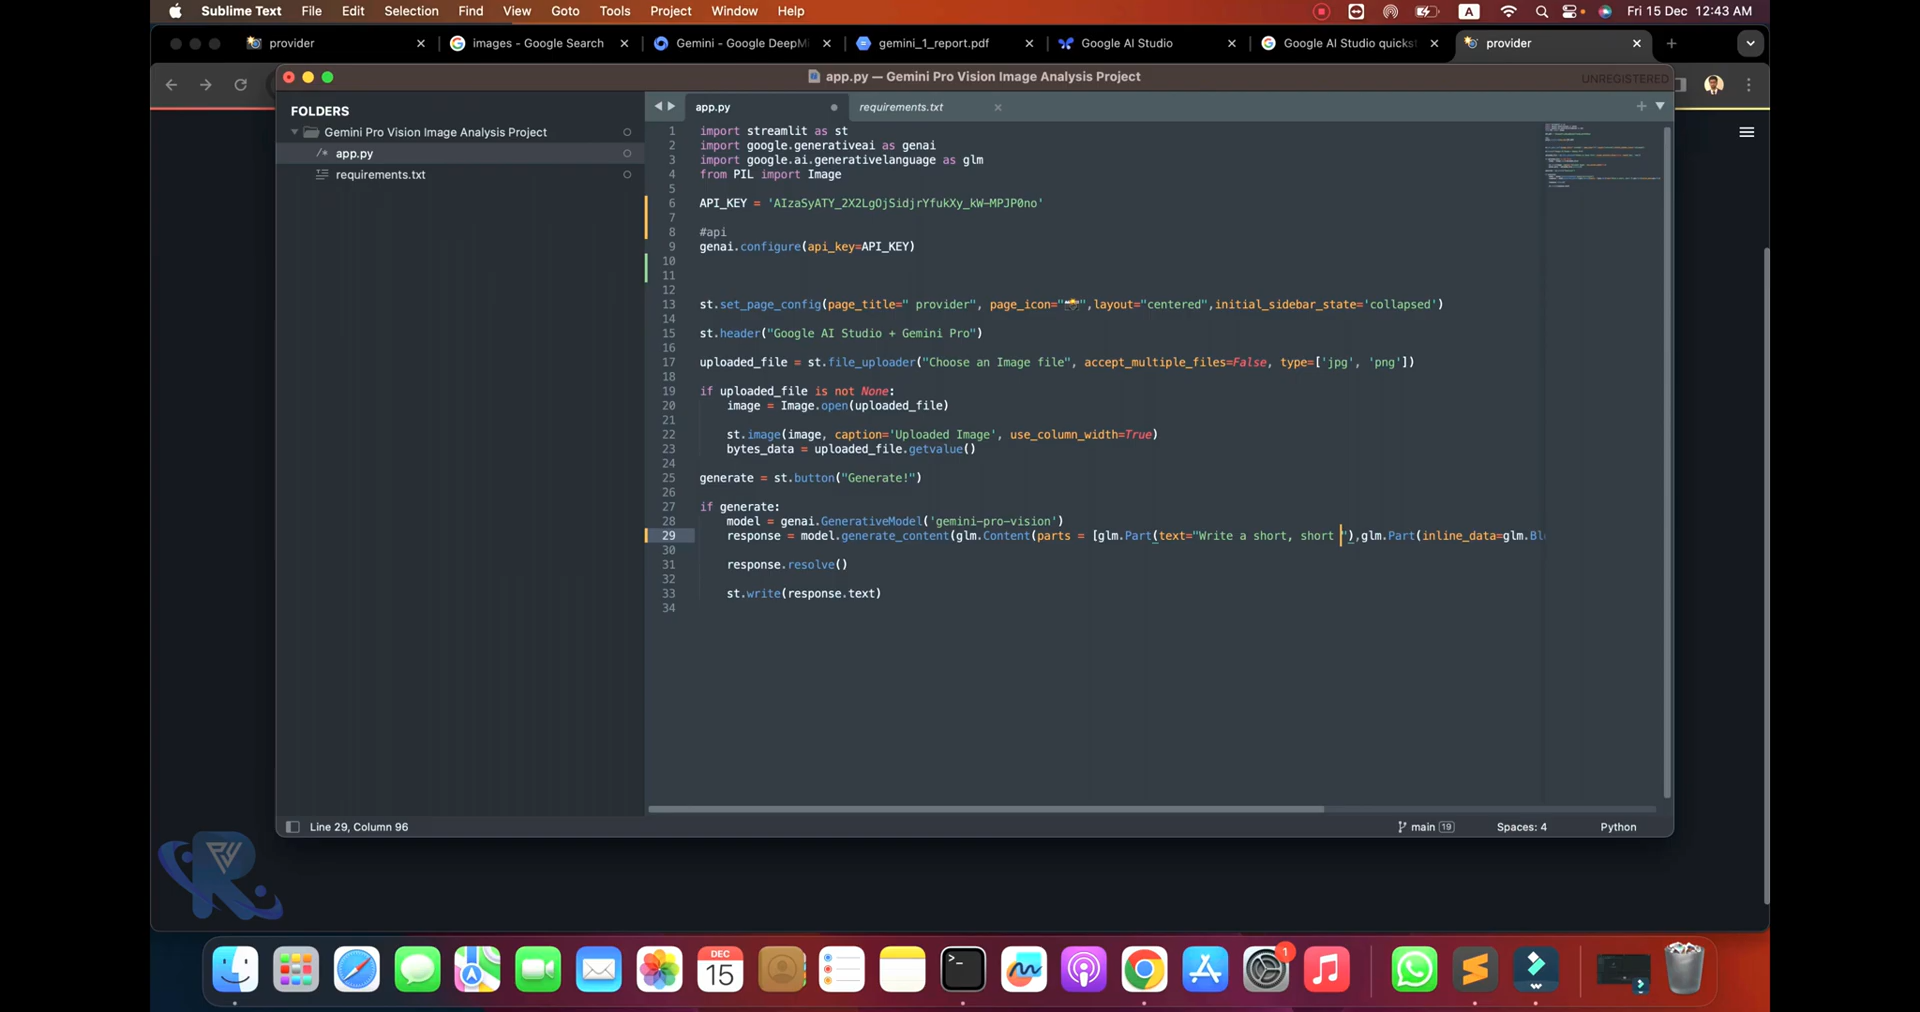 Sublime Text File Edit Selection Find View Goto Tools Project Window Help
A Fri 15 Dec 12:43 AM
provider images - Google Search Gemini - Google DeepMi gemini_1_report.pdf Google AI Studio Google AI Studio quickst provider
app.py — Gemini Pro Vision Image Analysis Project
UNREGISTERED
FOLDERS
Gemini Pro Vision Image Analysis Project
app.py
requirements.txt
app.py requirements.txt
1 import streamlit as st
2 import google.generativeai as genai
3 import google.ai.generativelanguage as glm
4 from PIL import Image
5
6 API_KEY = 'AIzaSyATY_2X2LgOjSidjrYfukXy_kW-MPJP0no'
7
8 #api
9 genai.configure(api_key=API_KEY)
10
11
12
13 st.set_page_config(page_title=" provider", page_icon="📸",layout="centered",initial_sidebar_state='collapsed')
14
15 st.header("Google AI Studio + Gemini Pro")
16
17 uploaded_file = st.file_uploader("Choose an Image file", accept_multiple_files=False, type=['jpg', 'png'])
18
19 if uploaded_file is not None:
20 image = Image.open(uploaded_file)
21
22 st.image(image, caption='Uploaded Image', use_column_width=True)
23 bytes_data = uploaded_file.getvalue()
24
25 generate = st.button("Generate!")
26
27 if generate:
28 model = genai.GenerativeModel('gemini-pro-vision')
29 response = model.generate_content(glm.Content(parts = [glm.Part(text="Write a short, short "),glm.Part(inline_data=glm.Bl
30
31 response.resolve()
32
33 st.write(response.text)
34
Line 29, Column 96
main 19 Spaces: 4 Python
DEC
15
1